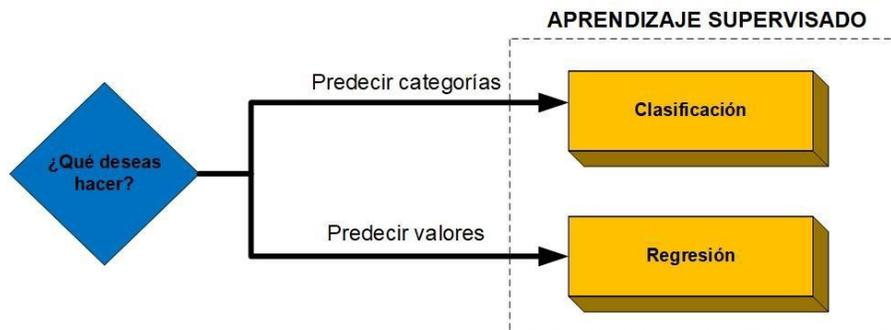 APRENDIZAJE SUPERVISADO
Predecir categorías
Clasificación
¿Qué deseas
hacer?
Predecir valores
Regresión